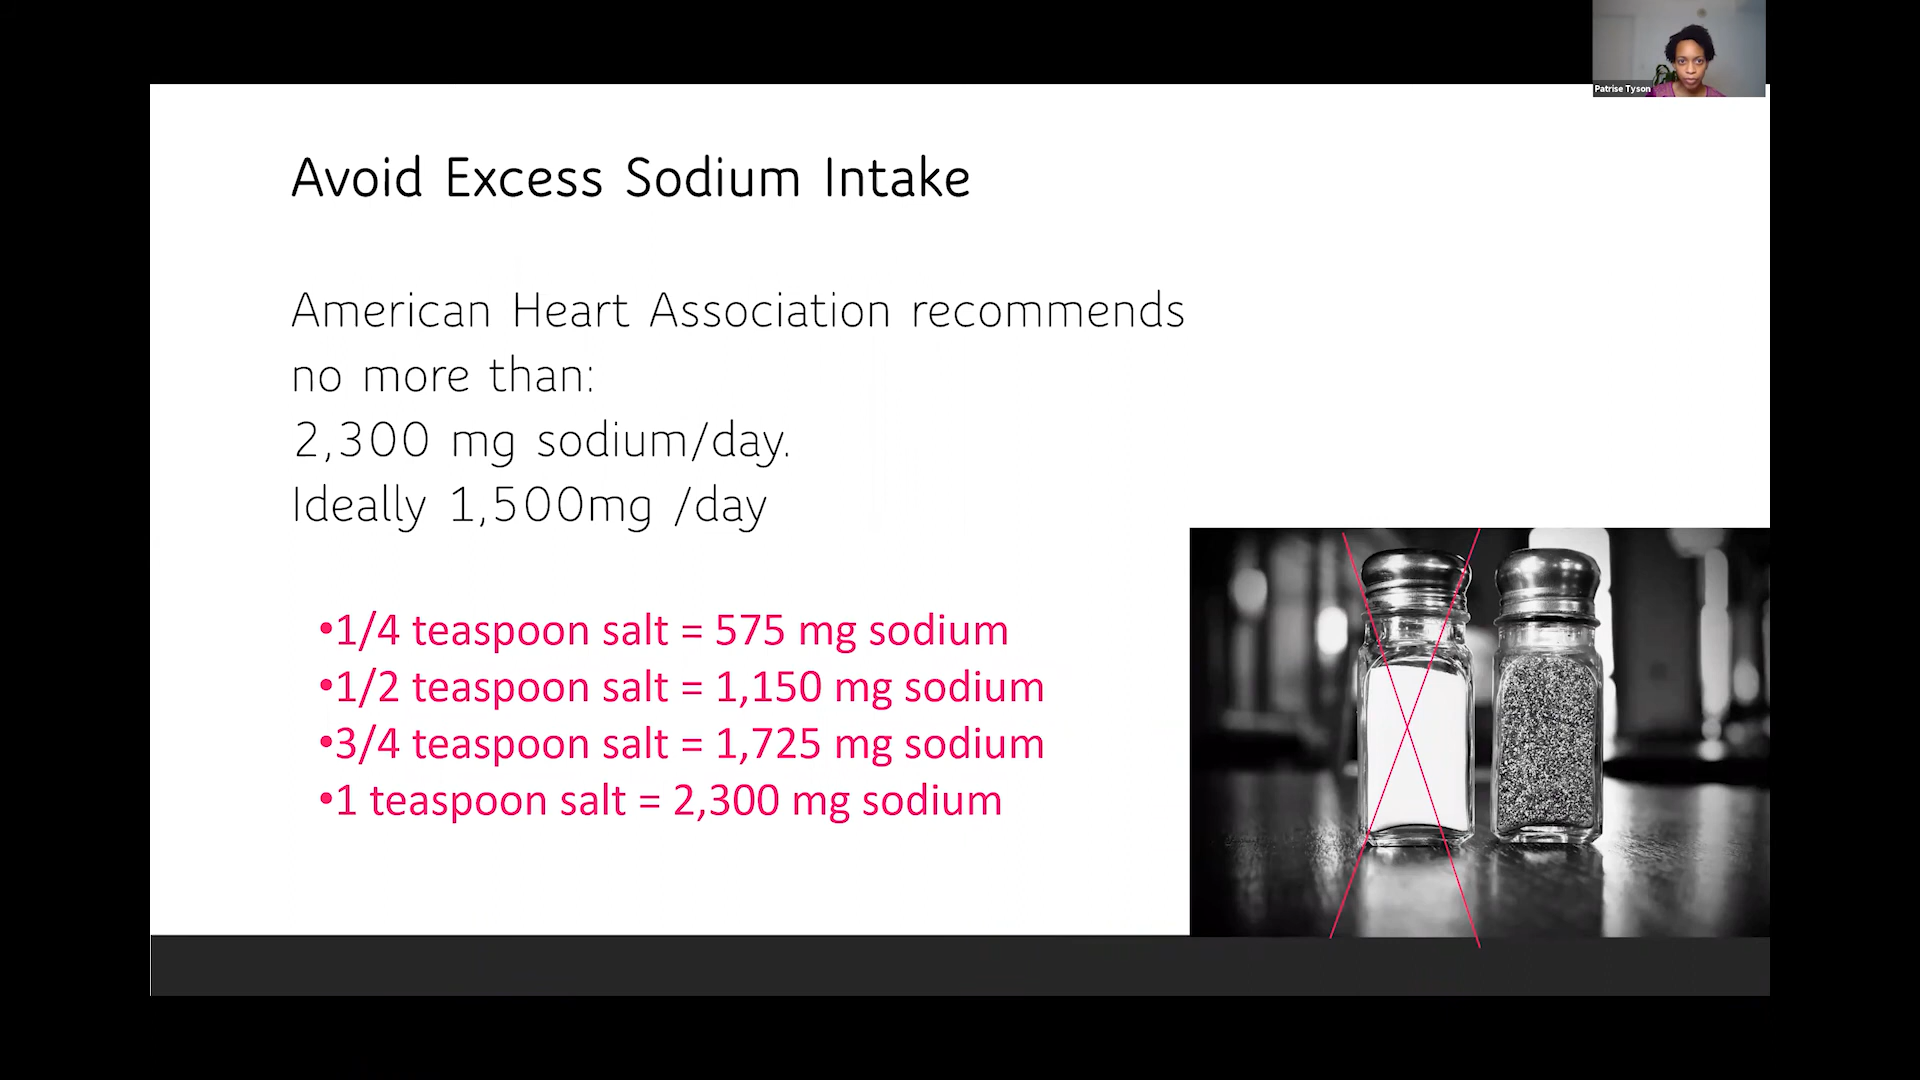 Patrise Tyson
Avoid Excess Sodium Intake
American Heart Association recommends
no more than:
2,300 mg sodium/day.
Ideally 1,500mg /day
•1/4 teaspoon salt = 575 mg sodium
•1/2 teaspoon salt = 1,150 mg sodium
•3/4 teaspoon salt = 1,725 mg sodium
•1 teaspoon salt = 2,300 mg sodium